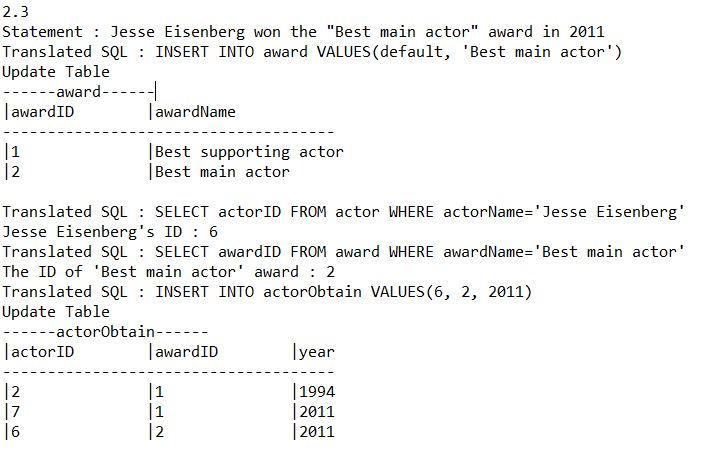 2.3
Statement : Jesse Eisenberg won the "Best main actor" award in 2011
Translated SQL : INSERT INTO award VALUES(default, 'Best main actor')
Update Table
------award------
|awardID |awardName
-------------------------------------
|1 |Best supporting actor
|2 |Best main actor
Translated SQL : SELECT actorID FROM actor WHERE actorName='Jesse Eisenberg'
Jesse Eisenberg's ID : 6
Translated SQL : SELECT awardID FROM award WHERE awardName='Best main actor'
The ID of 'Best main actor' award : 2
Translated SQL : INSERT INTO actorObtain VALUES(6, 2, 2011)
Update Table
------actorObtain------
|actorID |awardID |year
-------------------------------------
|2 |1 |1994
|7 |1 |2011
|6 |2 |2011